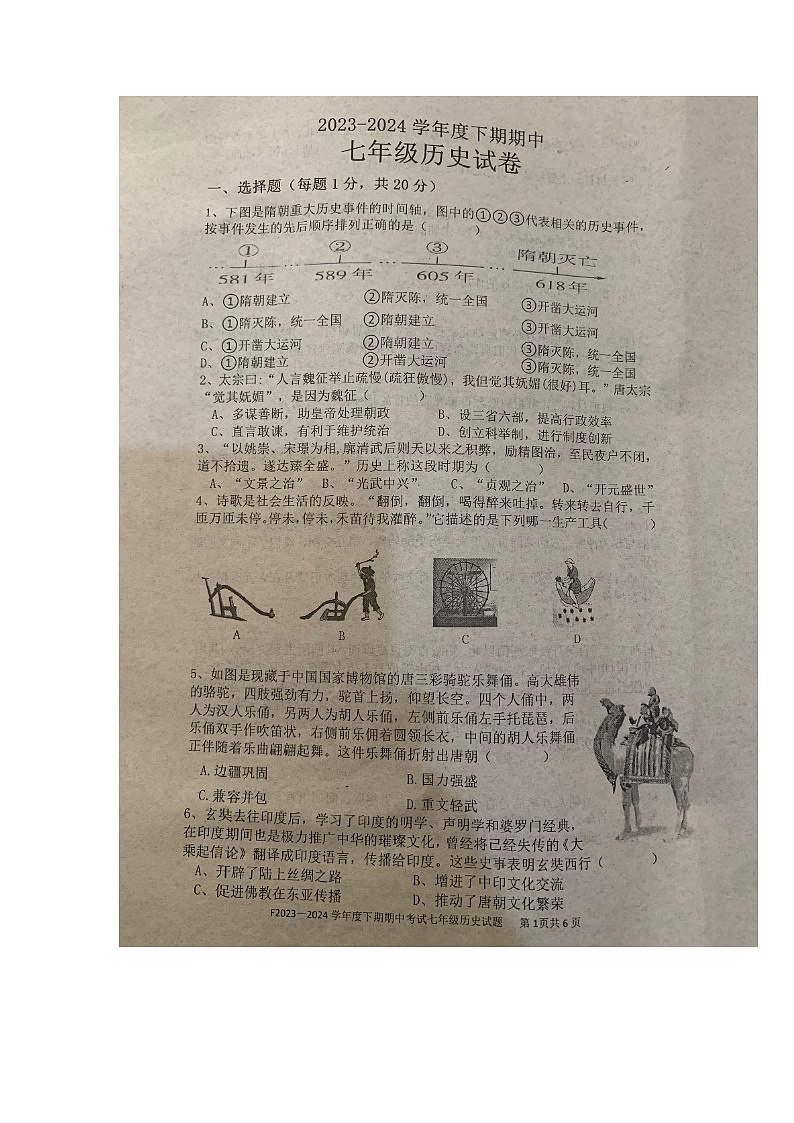 2023-2024 学年度下期期中
七年级历史试卷
一、选择题（每题 1 分，共 20 分）
1、下图是隋朝重大历史事件的时间轴，图中的①②③代表相关的历史事件，
按事件发生的先后顺序排列正确的是（ ）
① ② ③ 隋朝灭亡
581 年 589 年 605 年 618 年
A、①隋朝建立 ②隋灭陈，统一全国 ③开凿大运河
B、①隋灭陈，统一全国 ②隋朝建立 ③开凿大运河
C、①开凿大运河 ②隋朝建立 ③隋灭陈，统一全国
D、①隋朝建立 ②开凿大运河 ③隋灭陈，统一全国
2、太宗曰：“人言魏征举止疏慢(疏狂傲慢)，我但觉其妩媚(很好)耳。”唐太宗
“觉其妩媚”，是因为魏征（ ）
A、多谋善断，助皇帝处理朝政 B、设三省六部，提高行政效率
C、直言敢谏，有利于维护统治 D、创立科举制，进行制度创新
3、“以姚崇、宋璟为相,廓清武后则天以来之积弊，励精图治，至民夜户不闭，
道不拾遗。遂达臻全盛。”历史上称这段时期为（ ）
A、“文景之治” B、“光武中兴” C、“贞观之治” D、“开元盛世”
4、诗歌是社会生活的反映。“翻倒，翻倒，喝得醉来吐掉。转来转去自行，千
匝万匝未停。停未,停未,禾苗待我灌醉。”它描述的是下列哪一生产工具( )
A B C D
5、如图是现藏于中国国家博物馆的唐三彩骑驼乐舞俑。高大雄伟
的骆驼，四肢强劲有力，驼首上扬，仰望长空。四个人俑中，两
人为汉人乐俑，另两人为胡人乐俑，左侧前乐俑左手托琵琶，后
乐俑双手作吹笛状，右侧前乐佣着圆领长衣，中间的胡人乐舞俑
正伴随着乐曲翩翩起舞。这件乐舞俑折射出唐朝（ ）
A. 边疆巩固 B. 国力强盛
C. 兼容并包 D. 重文轻武
6、玄奘去往印度后，学习了印度的明学、声明学和婆罗门经典，
在印度期间也是极力推广中华的璀璨文化，曾经将已经失传的《大
乘起信论》翻译成印度语言，传播给印度。这些史事表明玄奘西行（ ）
A、开辟了陆上丝绸之路 B、增进了中印文化交流
C、促进佛教在东亚传播 D、推动了唐朝文化繁荣
F2023－2024 学年度下期期中考试七年级历史试题 第 1页共 6 页